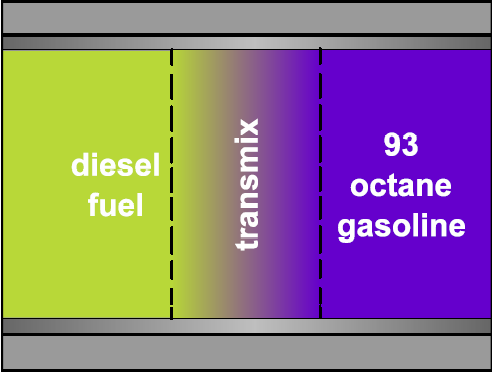 diesel
fuel
transmix
93
octane
gasoline